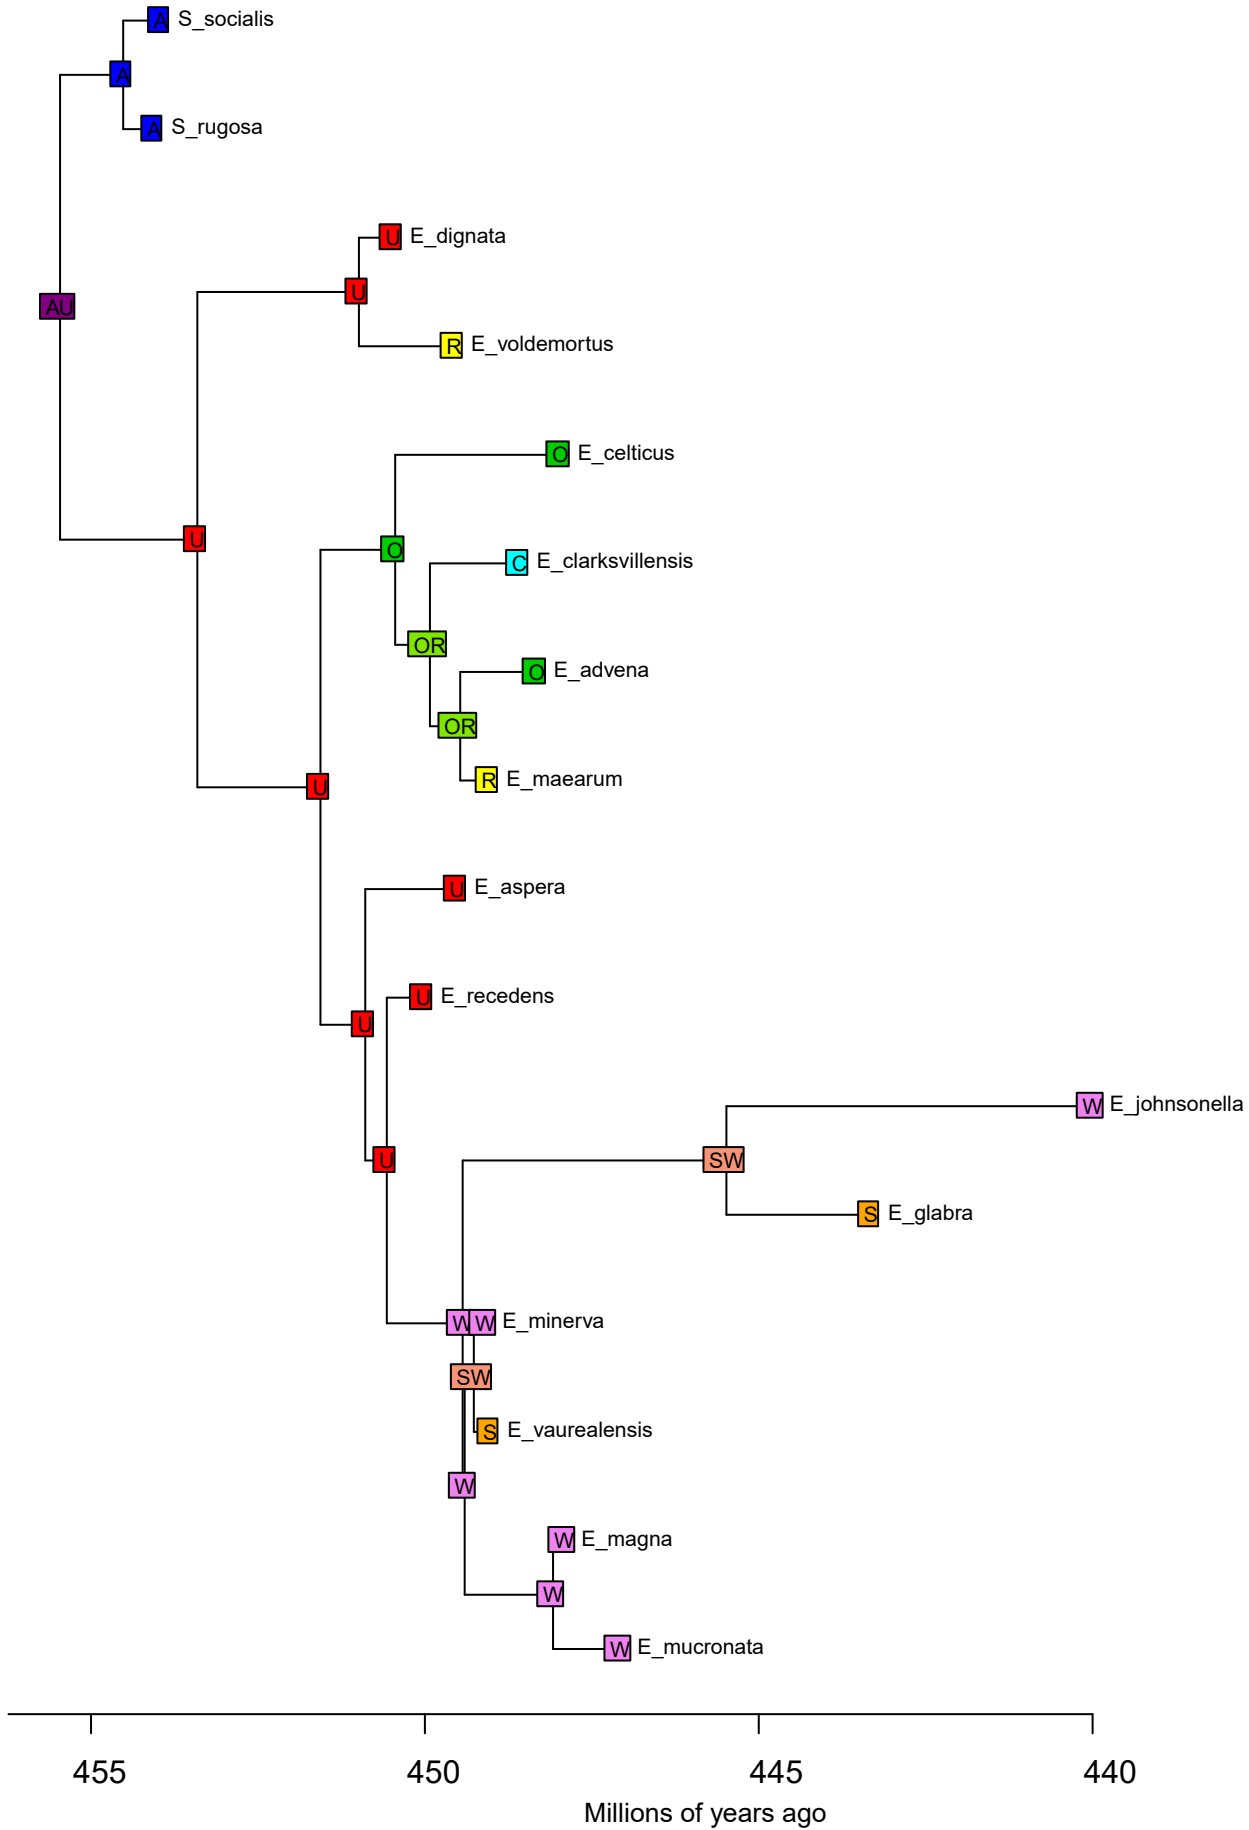 A S_socialis
A
A S_rugosa
U E_dignata
U
AU
R E_voldemortus
O E_celticus
U
O
C E_clarksvillensis
OR
O E_advena
OR
R E_maearum
U
U E_aspera
U E_recedens
U
W E_johnsonella
U
SW
S E_glabra
W W E_minerva
SW
S E_vaurealensis
W
W E_magna
W
W E_mucronata
455 450 445 440
Millions of years ago